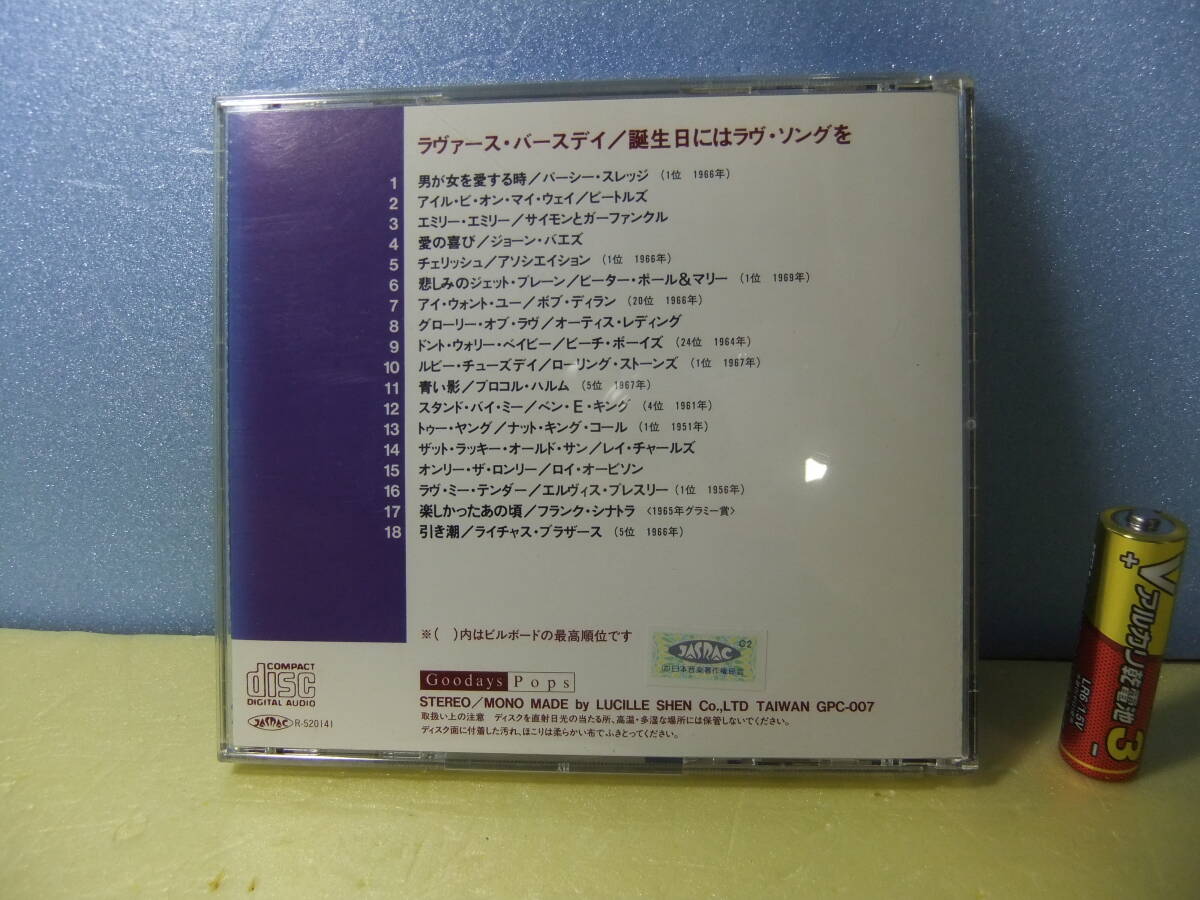 ラヴァース・バースデイ／誕生日にはラヴ・ソングを
1 男が女を愛する時／パーシー・スレッジ (1位 1966年)
2 アイル・ビ・オン・マイ・ウェイ／ビートルズ
3 エミリー・エミリー／サイモンとガーファンクル
4 愛の喜び／ジョーン・バエズ
5 チェリッシュ／アソシエイション (1位 1966年)
6 悲しみのジェット・プレーン／ピーター・ポール&マリー (1位 1969年)
7 アイ・ウォント・ユー／ボブ・ディラン (20位 1966年)
8 グローリー・オブ・ラヴ／オーティス・レディング
9 ドント・ウォリー・ベイビー／ビーチ・ボーイズ (24位 1964年)
10 ルビー・チューズデイ／ローリング・ストーンズ (1位 1967年)
11 青い影／プロコル・ハルム (5位 1967年)
12 スタンド・バイ・ミー／ベン・E・キング (4位 1961年)
13 トゥー・ヤング／ナット・キング・コール (1位 1951年)
14 ザット・ラッキー・オールド・サン／レイ・チャールズ
15 オンリー・ザ・ロンリー／ロイ・オービソン
16 ラヴ・ミー・テンダー／エルヴィス・プレスリー (1位 1956年)
17 楽しかったあの頃／フランク・シナトラ <1965年グラミー賞>
18 引き潮／ライチャス・ブラザース (5位 1966年)
※( )内はビルボードの最高順位です
JASRAC
02
日本音楽著作権協会
COMPACT
disc
DIGITAL AUDIO
Goodays Pops
STEREO/MONO MADE by LUCILLE SHEN Co.,LTD TAIWAN GPC-007
JASRAC R-520141
取扱い上の注意 ディスクを直射日光の当たる所、高温・多湿な場所には保管しないでください。
ディスク面に付着した汚れ、ほこりは柔らかい布でふきとってください。
+
V アルカリ乾電池 3
LR6・1.5V
-